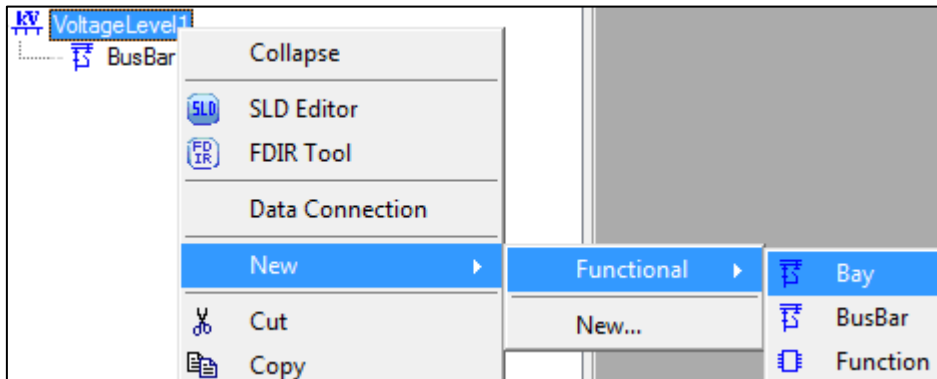 KV VoltageLevel1
BusBar
Collapse
SLD SLD Editor
FD IR FDIR Tool
Data Connection
New
Functional
Bay
BusBar
Function
New...
Cut
Copy